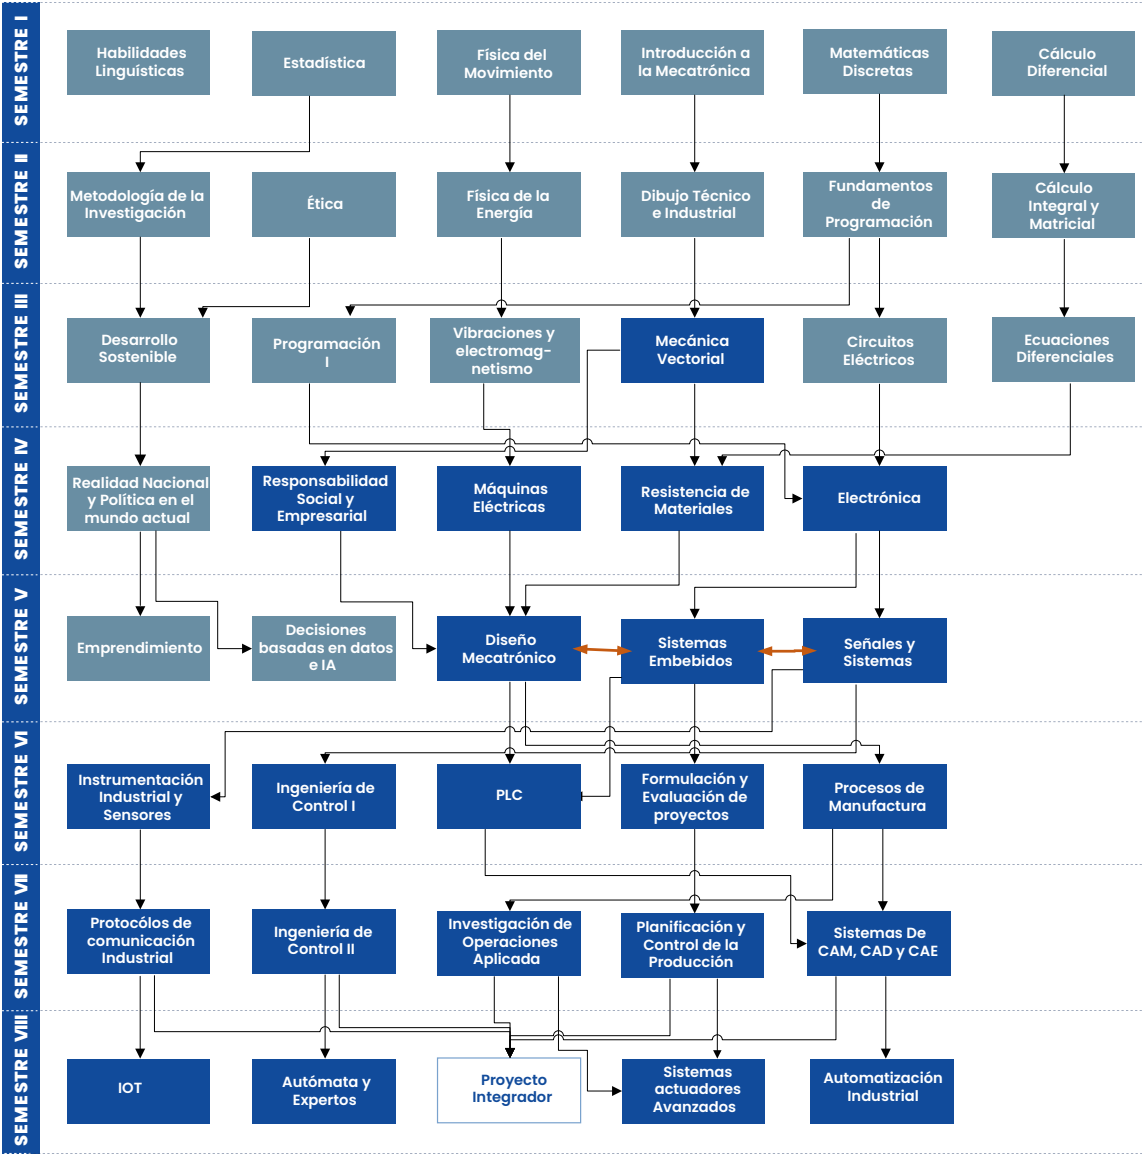 SEMESTRE I
Habilidades
Lingüísticas
Estadística
Física del
Movimiento
Introducción a
la Mecatrónica
Matemáticas
Discretas
Cálculo
Diferencial
SEMESTRE II
Metodología de la
Investigación
Ética
Física de la
Energía
Dibujo Técnico
e Industrial
Fundamentos
de
Programación
Cálculo
Integral y
Matricial
SEMESTRE III
Desarrollo
Sostenible
Programación
I
Vibraciones y
electromag-
netismo
Mecánica
Vectorial
Circuitos
Eléctricos
Ecuaciones
Diferenciales
SEMESTRE IV
Realidad Nacional
y Política en el
mundo actual
Responsabilidad
Social y
Empresarial
Máquinas
Eléctricas
Resistencia de
Materiales
Electrónica
SEMESTRE V
Emprendimiento
Decisiones
basadas en datos
e IA
Diseño
Mecatrónico
Sistemas
Embebidos
Señales y
Sistemas
SEMESTRE VI
Instrumentación
Industrial y
Sensores
Ingeniería de
Control I
PLC
Formulación y
Evaluación de
proyectos
Procesos de
Manufactura
SEMESTRE VII
Protocólos de
comunicación
Industrial
Ingeniería de
Control II
Investigación de
Operaciones
Aplicada
Planificación y
Control de la
Producción
Sistemas De
CAM, CAD y CAE
SEMESTRE VIII
IOT
Autómata y
Expertos
Proyecto
Integrador
Sistemas
actuadores
Avanzados
Automatización
Industrial